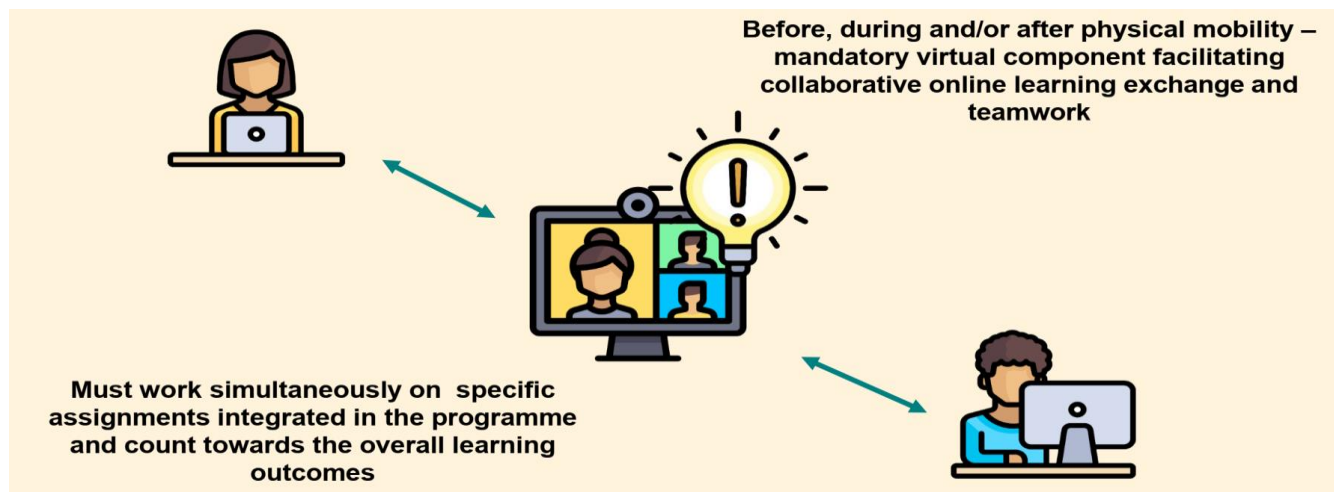 Before, during and/or after physical mobility –
mandatory virtual component facilitating
collaborative online learning exchange and
teamwork
Must work simultaneously on  specific
assignments integrated in the programme
and count towards the overall learning
outcomes